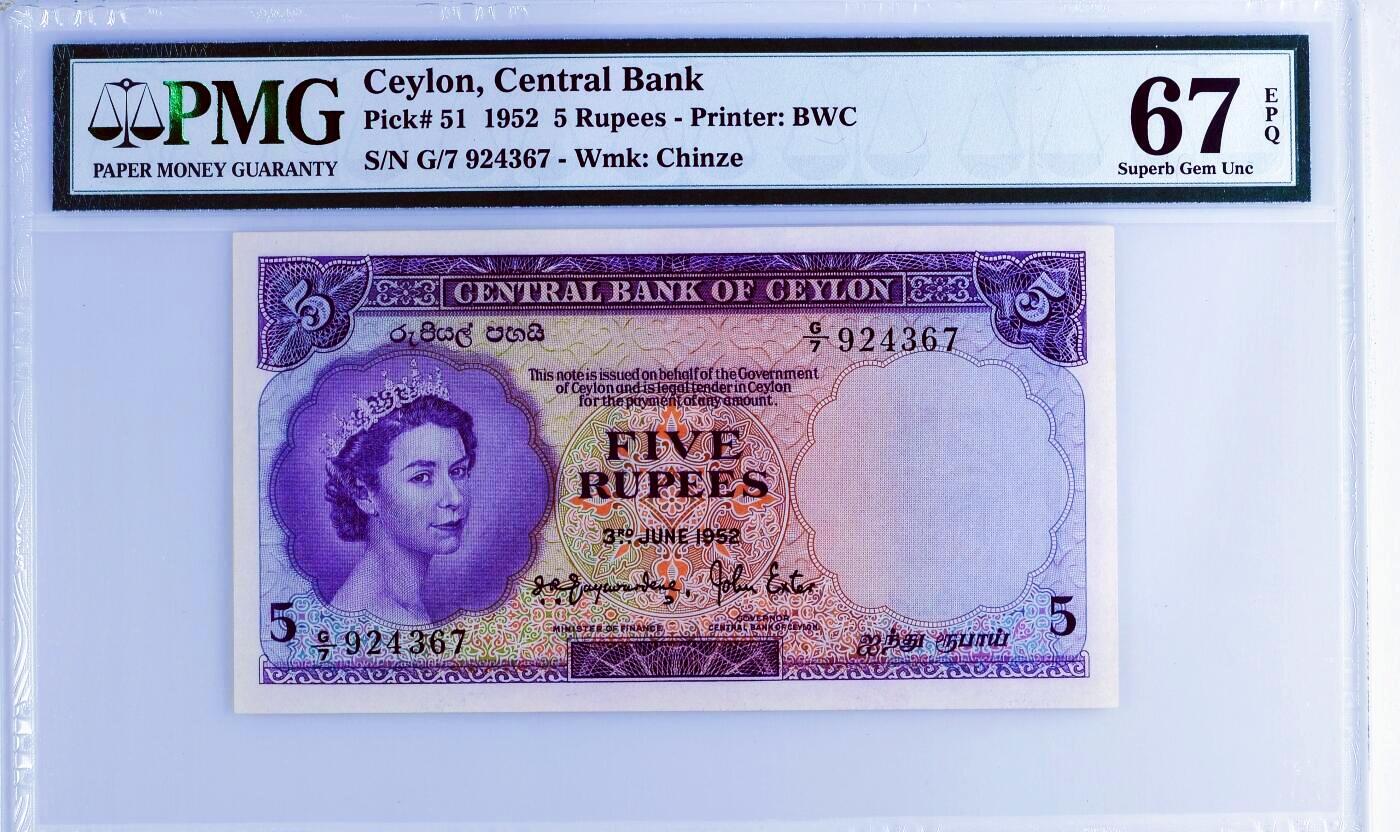 PMG
PAPER MONEY GUARANTY
Ceylon, Central Bank
Pick# 51 1952 5 Rupees - Printer: BWC
S/N G/7 924367 - Wmk: Chinze
67
EPQ
Superb Gem Unc
5
CENTRAL BANK OF CEYLON
5
රුපියල් පහයි
G/7 924367
This note is issued on behalf of the Government
of Ceylon and is legal tender in Ceylon
for the payment of any amount.
FIVE
RUPEES
3RD JUNE 1952
John Exter
MINISTER OF FINANCE.
GOVERNOR
CENTRAL BANK OF CEYLON.
5
G/7 924367
ஐந்து ரூபாய்
5